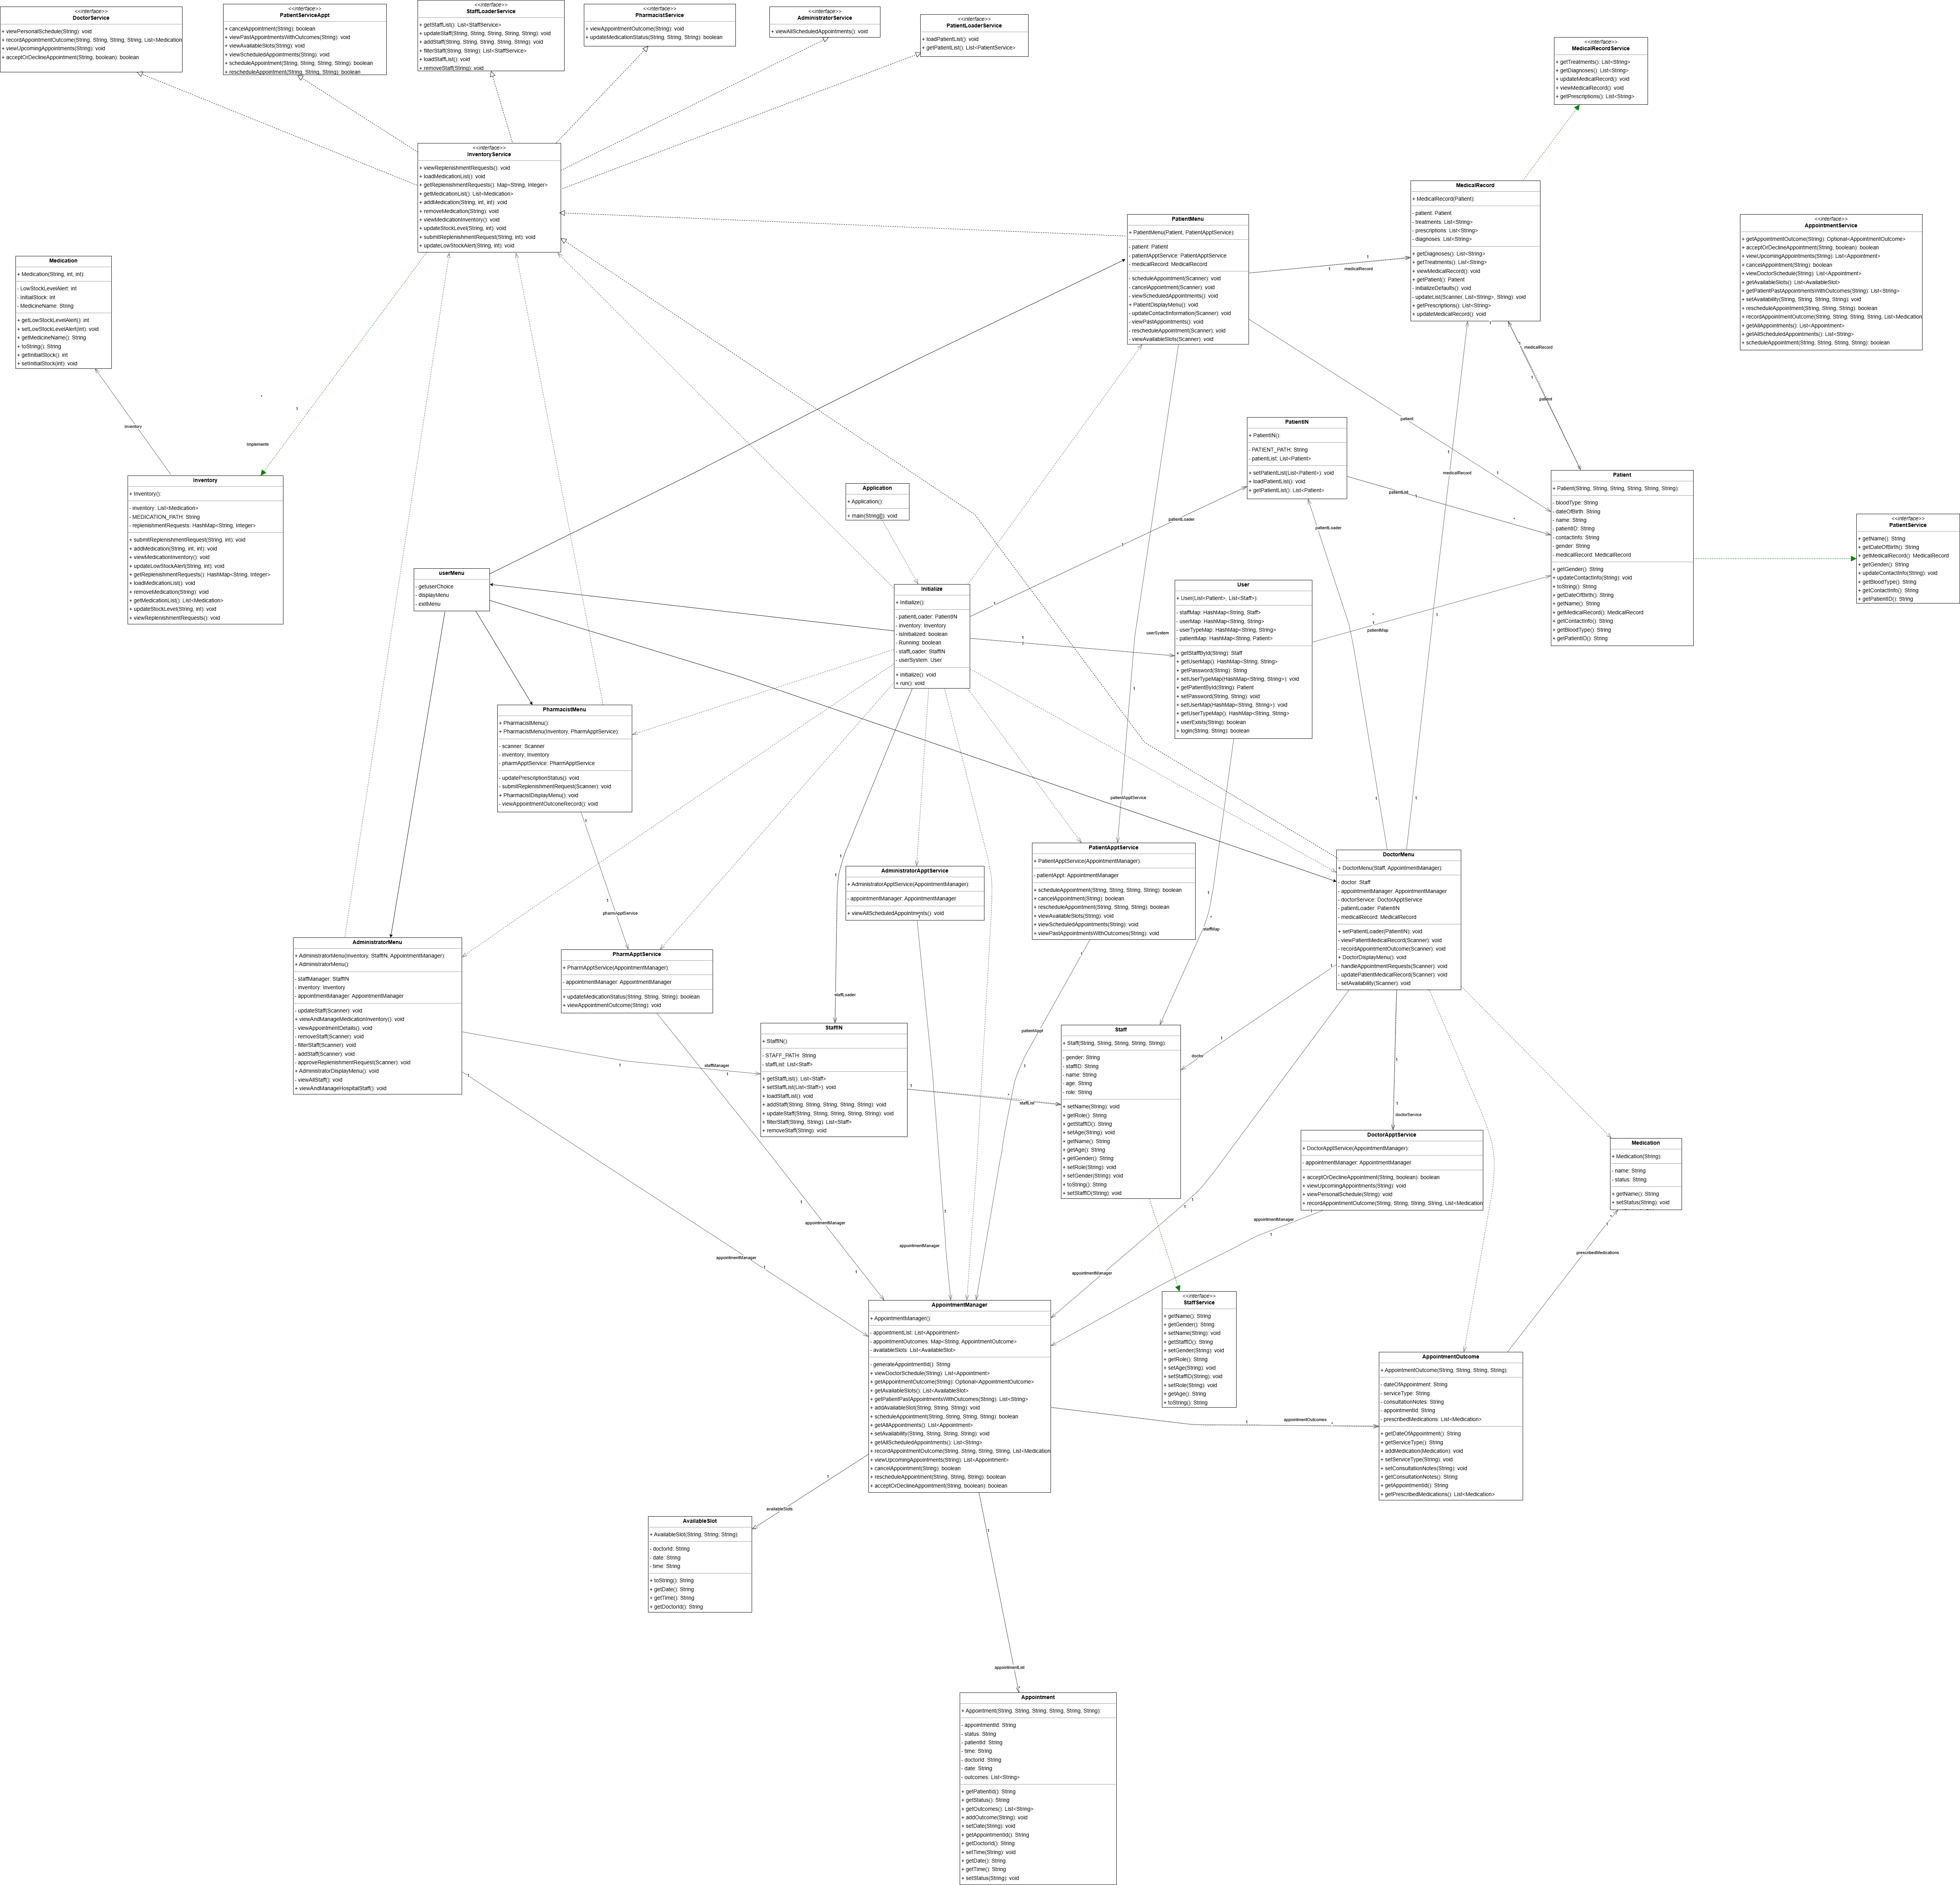 <<interface>>
DoctorService
+ viewPersonalSchedule(String): void
+ recordAppointmentOutcome(String, String, String, String, List<Medication
+ viewUpcomingAppointments(String): void
+ acceptOrDeclineAppointment(String, boolean): boolean
<<interface>>
PatientServiceAppt
+ cancelAppointment(String): boolean
+ viewPastAppointmentsWithOutcomes(String): void
+ viewAvailableSlots(String): void
+ viewScheduledAppointments(String): void
+ scheduleAppointment(String, String, String, String): boolean
+ rescheduleAppointment(String, String, String): boolean
<<interface>>
StaffLoaderService
+ getStaffList(): List<StaffService>
+ updateStaff(String, String, String, String, String): void
+ addStaff(String, String, String, String, String): void
+ filterStaff(String, String): List<StaffService>
+ loadStaffList(): void
+ removeStaff(String): void
<<interface>>
PharmacistService
+ viewAppointmentOutcome(String): void
+ updateMedicationStatus(String, String, String): boolean
<<interface>>
AdministratorService
+ viewAllScheduledAppointments(): void
<<interface>>
PatientLoaderService
+ loadPatientList(): void
+ getPatientList(): List<PatientService>
<<interface>>
MedicalRecordService
+ getTreatments(): List<String>
+ getDiagnoses(): List<String>
+ updateMedicalRecord(): void
+ viewMedicalRecord(): void
+ getPrescriptions(): List<String>
<<interface>>
InventoryService
+ viewReplenishmentRequests(): void
+ loadMedicationList(): void
+ getReplenishmentRequests(): Map<String, Integer>
+ getMedicationList(): List<Medication>
+ addMedication(String, int, int): void
+ removeMedication(String): void
+ viewMedicationInventory(): void
+ updateStockLevel(String, int): void
+ submitReplenishmentRequest(String, int): void
+ updateLowStockAlert(String, int): void
MedicalRecord
+ MedicalRecord(Patient):
- patient: Patient
- treatments: List<String>
- prescriptions: List<String>
- diagnoses: List<String>
+ getDiagnoses(): List<String>
+ getTreatments(): List<String>
+ viewMedicalRecord(): void
+ getPatient(): Patient
- initializeDefaults(): void
- updateList(Scanner, List<String>, String): void
+ getPrescriptions(): List<String>
+ updateMedicalRecord(): void
PatientMenu
+ PatientMenu(Patient, PatientApptService):
- patient: Patient
- patientApptService: PatientApptService
- medicalRecord: MedicalRecord
- scheduleAppointment(Scanner): void
- cancelAppointment(Scanner): void
- viewScheduledAppointments(): void
+ PatientDisplayMenu(): void
- updateContactInformation(Scanner): void
- viewPastAppointments(): void
- rescheduleAppointment(Scanner): void
- viewAvailableSlots(Scanner): void
<<interface>>
AppointmentService
+ getAppointmentOutcome(String): Optional<AppointmentOutcome>
+ acceptOrDeclineAppointment(String, boolean): boolean
+ viewUpcomingAppointments(String): List<Appointment>
+ cancelAppointment(String): boolean
+ viewDoctorSchedule(String): List<Appointment>
+ getAvailableSlots(): List<AvailableSlot>
+ getPatientPastAppointmentsWithOutcomes(String): List<String>
+ setAvailability(String, String, String, String): void
+ rescheduleAppointment(String, String, String): boolean
+ recordAppointmentOutcome(String, String, String, String, List<Medication
+ getAllAppointments(): List<Appointment>
+ getAllScheduledAppointments(): List<String>
+ scheduleAppointment(String, String, String, String): boolean
Medication
+ Medication(String, int, int):
- LowStockLevelAlert: int
- InitialStock: int
- MedicineName: String
+ getLowStockLevelAlert(): int
+ setLowStockLevelAlert(int): void
+ getMedicineName(): String
+ toString(): String
+ getInitialStock(): int
+ setInitialStock(int): void
1
medicalRecord
1
1
medicalRecord
1
patient
*
1
inventory
Implements
PatientIN
+ PatientIN():
- PATIENT_PATH: String
- patientList: List<Patient>
+ setPatientList(List<Patient>): void
+ loadPatientList(): void
+ getPatientList(): List<Patient>
patient
1
1
medicalRecord
Inventory
+ Inventory():
- inventory: List<Medication>
- MEDICATION_PATH: String
- replenishmentRequests: HashMap<String, Integer>
+ submitReplenishmentRequest(String, int): void
+ addMedication(String, int, int): void
+ viewMedicationInventory(): void
+ updateLowStockAlert(String, int): void
+ getReplenishmentRequests(): HashMap<String, Integer>
+ loadMedicationList(): void
+ removeMedication(String): void
+ getMedicationList(): List<Medication>
+ updateStockLevel(String, int): void
+ viewReplenishmentRequests(): void
Application
+ Application():
+ main(String[]): void
Patient
+ Patient(String, String, String, String, String, String):
- bloodType: String
- dateOfBirth: String
- name: String
- patientID: String
- contactInfo: String
- gender: String
- medicalRecord: MedicalRecord
+ getGender(): String
+ updateContactInfo(String): void
+ toString(): String
+ getDateOfBirth(): String
+ getName(): String
+ getMedicalRecord(): MedicalRecord
+ getContactInfo(): String
+ getBloodType(): String
+ getPatientID(): String
patientList
1
*
patientLoader
1
1
patientLoader
<<interface>>
PatientService
+ getName(): String
+ getDateOfBirth(): String
+ getMedicalRecord(): MedicalRecord
+ getGender(): String
+ updateContactInfo(String): void
+ getBloodType(): String
+ getContactInfo(): String
+ getPatientID(): String
userMenu
- getuserChoice
- displayMenu
- exitMenu
Initialize
+ Initialize():
- patientLoader: PatientIN
- inventory: Inventory
- isInitialized: boolean
- Running: boolean
- staffLoader: StaffIN
- userSystem: User
+ initialize(): void
+ run(): void
User
+ User(List<Patient>, List<Staff>):
- staffMap: HashMap<String, Staff>
- userMap: HashMap<String, String>
- userTypeMap: HashMap<String, String>
- patientMap: HashMap<String, Patient>
+ getStaffById(String): Staff
+ getUserMap(): HashMap<String, String>
+ getPassword(String): String
+ setUserTypeMap(HashMap<String, String>): void
+ getPatientById(String): Patient
+ setPassword(String, String): void
+ setUserMap(HashMap<String, String>): void
+ getUserTypeMap(): HashMap<String, String>
+ userExists(String): boolean
+ login(String, String): boolean
1
1
userSystem
*
1
patientMap
PharmacistMenu
+ PharmacistMenu():
+ PharmacistMenu(Inventory, PharmApptService):
- scanner: Scanner
- inventory: Inventory
- pharmApptService: PharmApptService
- updatePrescriptionStatus(): void
- submitReplenishmentRequest(Scanner): void
+ PharmacistDisplayMenu(): void
- viewAppointmentOutconeRecord(): void
1
patientApptService
1
1
PatientApptService
+ PatientApptService(AppointmentManager):
- patientAppt: AppointmentManager
+ scheduleAppointment(String, String, String, String): boolean
+ cancelAppointment(String): boolean
+ rescheduleAppointment(String, String, String): boolean
+ viewAvailableSlots(String): void
+ viewScheduledAppointments(String): void
+ viewPastAppointmentsWithOutcomes(String): void
AdministratorApptService
+ AdministratorApptService(AppointmentManager):
- appointmentManager: AppointmentManager
+ viewAllScheduledAppointments(): void
DoctorMenu
+ DoctorMenu(Staff, AppointmentManager):
- doctor: Staff
- appointmentManager: AppointmentManager
- doctorService: DoctorApptService
- patientLoader: PatientIN
- medicalRecord: MedicalRecord
+ setPatientLoader(PatientIN): void
- viewPatientMedicalRecord(Scanner): void
- recordAppointmentOutcome(Scanner): void
+ DoctorDisplayMenu(): void
- handleAppointmentRequests(Scanner): void
- updatePatientMedicalRecord(Scanner): void
- setAvailability(Scanner): void
1
pharmApptService
1
1
*
staffMap
AdministratorMenu
+ AdministratorMenu(Inventory, StaffIN, AppointmentManager):
+ AdministratorMenu():
- staffManager: StaffIN
- inventory: Inventory
- appointmentManager: AppointmentManager
- updateStaff(Scanner): void
+ viewAndManageMedicationInventory(): void
- viewAppointmentDetails(): void
- removeStaff(Scanner): void
- filterStaff(Scanner): void
- addStaff(Scanner): void
- approveReplenishmentRequest(Scanner): void
+ AdministratorDisplayMenu(): void
- viewAllStaff(): void
+ viewAndManageHospitalStaff(): void
PharmApptService
+ PharmApptService(AppointmentManager):
- appointmentManager: AppointmentManager
+ updateMedicationStatus(String, String, String): boolean
+ viewAppointmentOutcome(String): void
staffLoader
StaffIN
+ StaffIN():
- STAFF_PATH: String
- staffList: List<Staff>
+ getStaffList(): List<Staff>
+ setStaffList(List<Staff>): void
+ loadStaffList(): void
+ addStaff(String, String, String, String, String): void
+ updateStaff(String, String, String, String, String): void
+ filterStaff(String, String): List<Staff>
+ removeStaff(String): void
1
staffManager
1
patientAppt
1
Staff
+ Staff(String, String, String, String, String):
- gender: String
- staffID: String
- name: String
- age: String
- role: String
+ setName(String): void
+ getRole(): String
+ getStaffID(): String
+ setAge(String): void
+ getName(): String
+ getAge(): String
+ getGender(): String
+ setRole(String): void
+ setGender(String): void
+ toString(): String
+ setStaffID(String): void
1
*
staffList
1
doctor
1
1
doctorService
DoctorApptService
+ DoctorApptService(AppointmentManager):
- appointmentManager: AppointmentManager
+ acceptOrDeclineAppointment(String, boolean): boolean
+ viewUpcomingAppointments(String): void
+ viewPersonalSchedule(String): void
+ recordAppointmentOutcome(String, String, String, String, List<Medication
Medication
+ Medication(String):
- name: String
- status: String
+ getName(): String
+ setStatus(String): void
1
appointmentManager
1
appointmentManager
1
1
appointmentManager
1
1
appointmentManager
1
appointmentManager
1
1
*
prescribedMedications
AppointmentManager
+ AppointmentManager():
- appointmentList: List<Appointment>
- appointmentOutcomes: Map<String, AppointmentOutcome>
- availableSlots: List<AvailableSlot>
- generateAppointmentId(): String
+ viewDoctorSchedule(String): List<Appointment>
+ getAppointmentOutcome(String): Optional<AppointmentOutcome>
+ getAvailableSlots(): List<AvailableSlot>
+ getPatientPastAppointmentsWithOutcomes(String): List<String>
+ addAvailableSlot(String, String, String): void
+ scheduleAppointment(String, String, String, String): boolean
+ getAllAppointments(): List<Appointment>
+ setAvailability(String, String, String, String): void
+ getAllScheduledAppointments(): List<String>
+ recordAppointmentOutcome(String, String, String, String, List<Medication
+ viewUpcomingAppointments(String): List<Appointment>
+ cancelAppointment(String): boolean
+ rescheduleAppointment(String, String, String): boolean
+ acceptOrDeclineAppointment(String, boolean): boolean
<<interface>>
StaffService
+ getName(): String
+ getGender(): String
+ setName(String): void
+ getStaffID(): String
+ setGender(String): void
+ getRole(): String
+ setAge(String): void
+ setStaffID(String): void
+ setRole(String): void
+ getAge(): String
+ toString(): String
AppointmentOutcome
+ AppointmentOutcome(String, String, String, String):
- dateOfAppointment: String
- serviceType: String
- consultationNotes: String
- appointmentId: String
- prescribedMedications: List<Medication>
+ getDateOfAppointment(): String
+ getServiceType(): String
+ addMedication(Medication): void
+ setServiceType(String): void
+ setConsultationNotes(String): void
+ getConsultationNotes(): String
+ getAppointmentId(): String
+ getPrescribedMedications(): List<Medication>
1
appointmentOutcomes
*
1
availableSlots
AvailableSlot
+ AvailableSlot(String, String, String):
- doctorId: String
- date: String
- time: String
+ toString(): String
+ getDate(): String
+ getTime(): String
+ getDoctorId(): String
1
appointmentList
*
Appointment
+ Appointment(String, String, String, String, String, String):
- appointmentId: String
- status: String
- patientId: String
- time: String
- doctorId: String
- date: String
- outcomes: List<String>
+ getPatientId(): String
+ getStatus(): String
+ getOutcomes(): List<String>
+ addOutcome(String): void
+ setDate(String): void
+ getAppointmentId(): String
+ getDoctorId(): String
+ setTime(String): void
+ getDate(): String
+ getTime(): String
+ setStatus(String): void